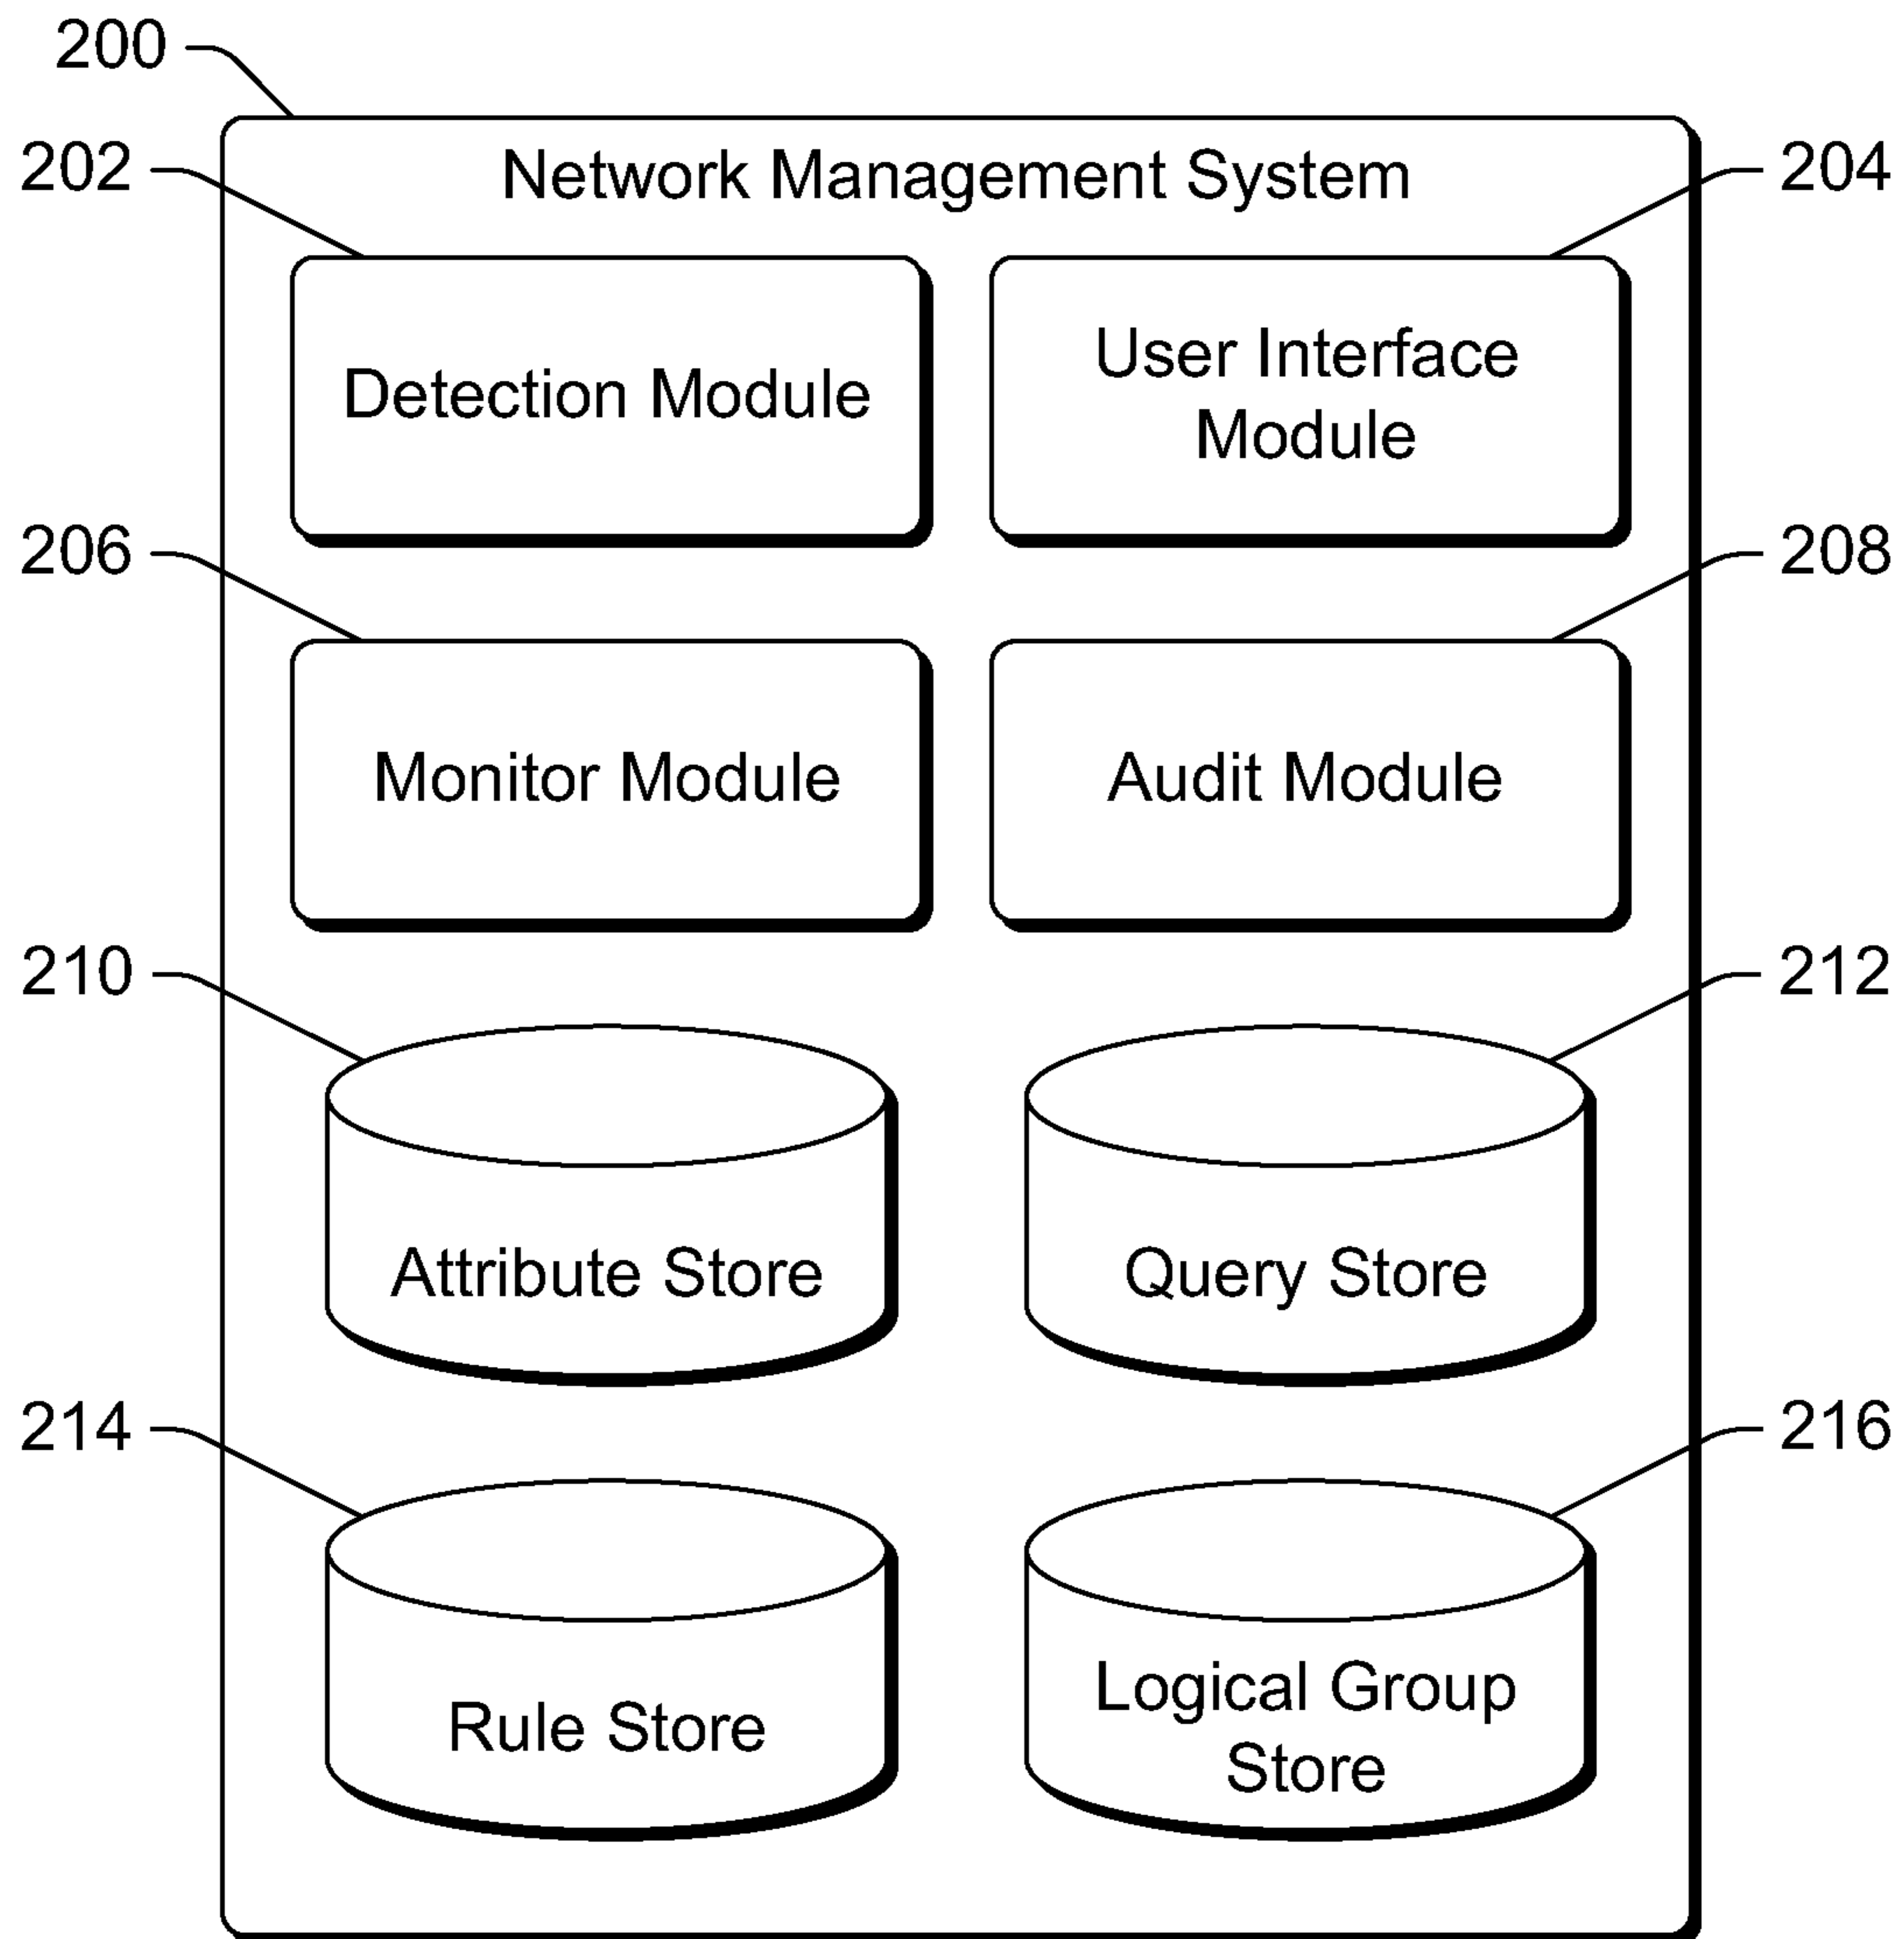 200
Network Management System
202
204
Detection Module
User Interface
Module
206
208
Monitor Module
Audit Module
210
212
Attribute Store
Query Store
214
216
Rule Store
Logical Group
Store